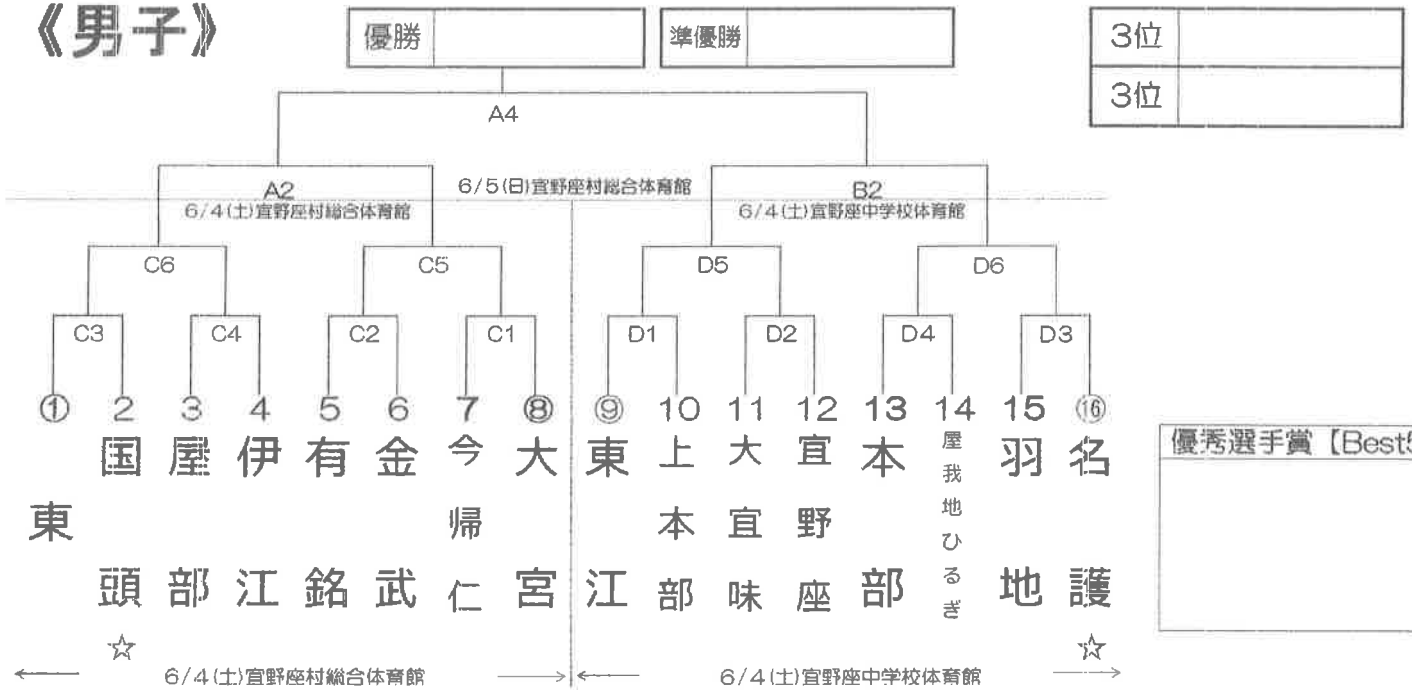 《男子》
優勝
準優勝
3位
3位
A4
6/5(日)宜野座村総合体育館
A2
B2
6/4(土)宜野座村総合体育館
6/4(土)宜野座中学校体育館
C6
C5
D5
D6
C3
C4
C2
C1
D1
D2
D4
D3
① 2 3 4 5 6 7 ⑧ ⑨ 10 11 12 13 14 15 ⑯
東
国頭
屋部
伊江
有銘
金武
今帰仁
大宮
東江
上本部
大宜味
宜野座
本部
屋我地ひるぎ
羽地
名護
☆ ☆
← 6/4(土)宜野座村総合体育館 →
← 6/4(土)宜野座中学校体育館 →
優秀選手賞【Best5